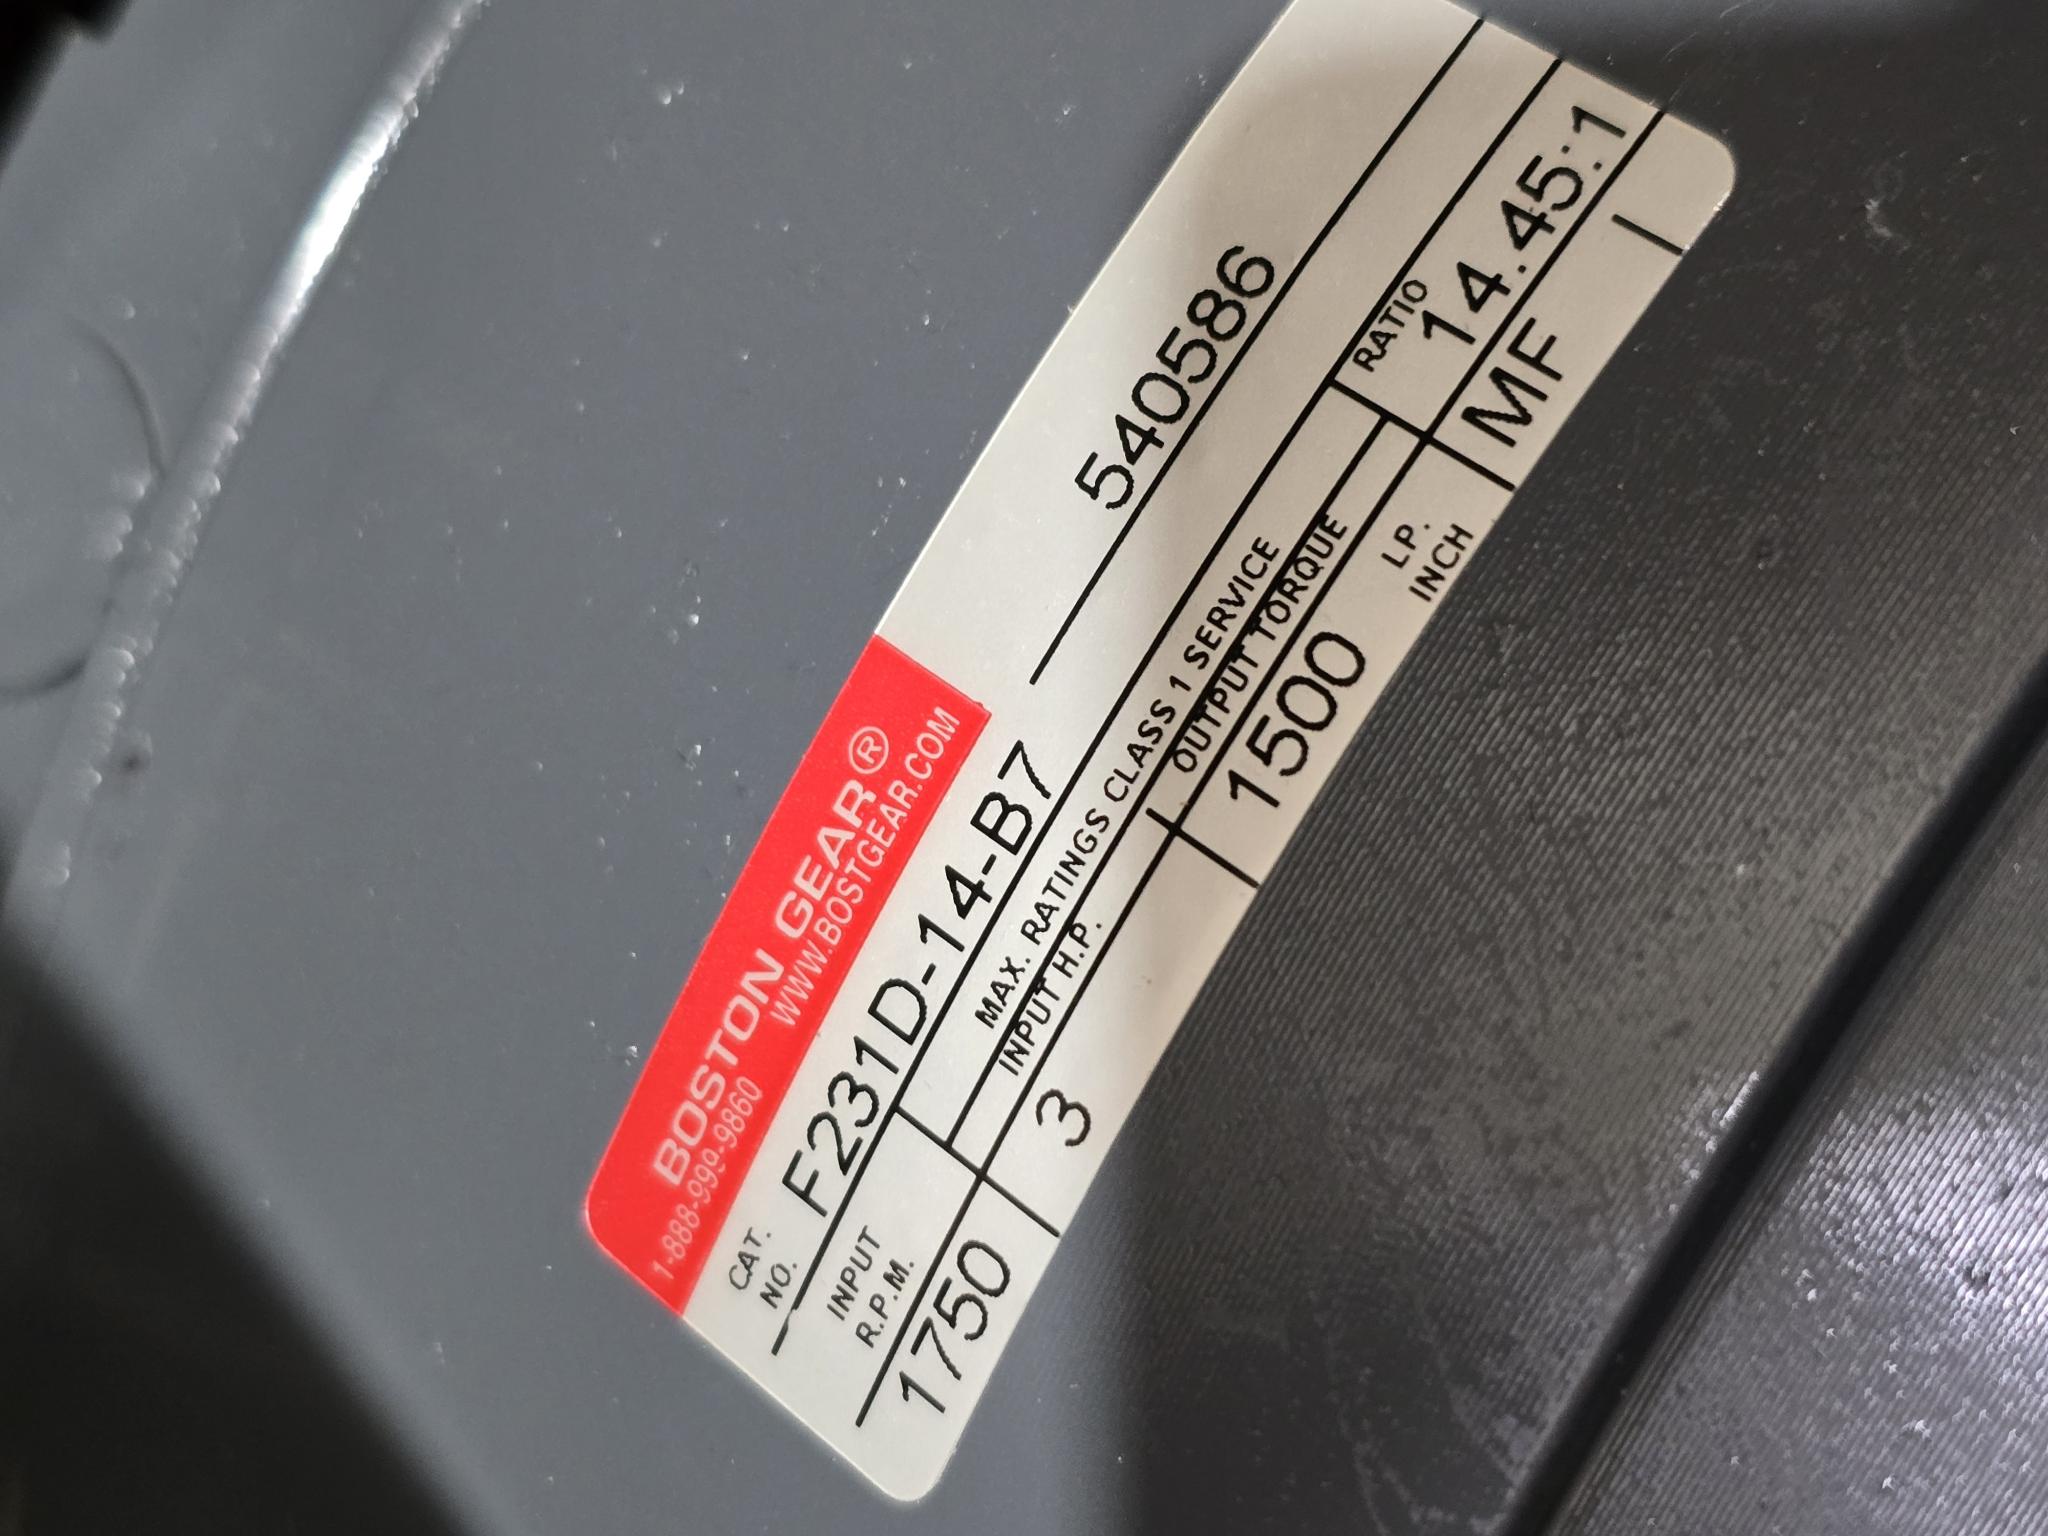 BOSTON GEAR®
1-888-999-9860 WWW.BOSTGEAR.COM
CAT. NO. F231D-14-B7 540586
MAX. RATINGS CLASS 1 SERVICE
INPUT R.P.M. INPUT H.P. OUTPUT TORQUE RATIO 14.45:1
1750 3 1500 LP. INCH MF